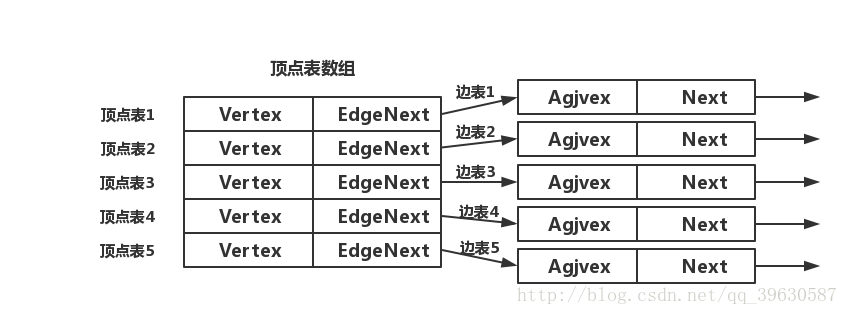 顶点表数组
顶点表1 Vertex EdgeNext 边表1 Agjvex Next
顶点表2 Vertex EdgeNext 边表2 Agjvex Next
顶点表3 Vertex EdgeNext 边表3 Agjvex Next
顶点表4 Vertex EdgeNext 边表4 Agjvex Next
顶点表5 Vertex EdgeNext 边表5 Agjvex Next
http://blog.csdn.net/qq_39630587